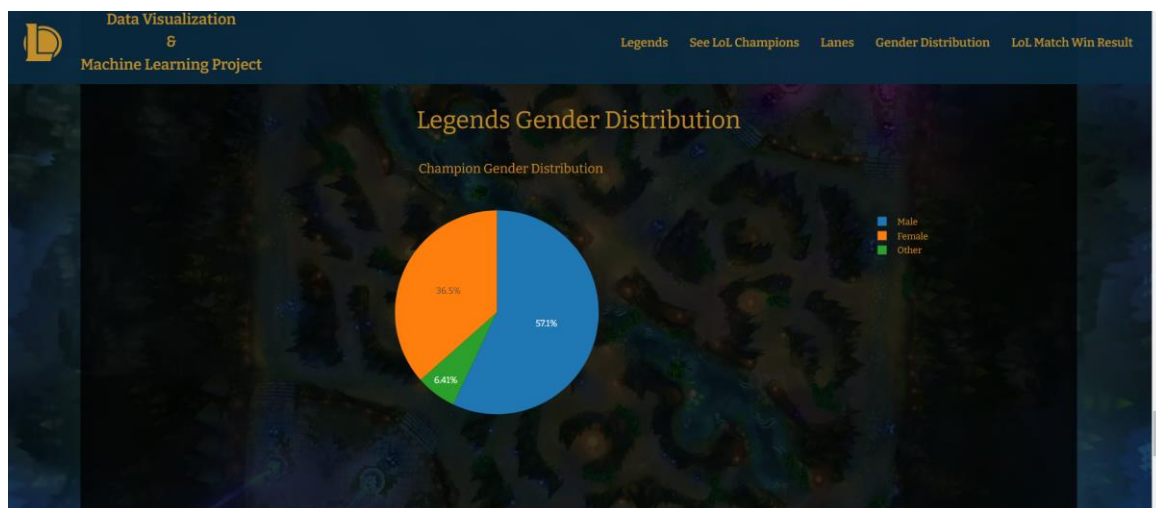 Data Visualization
&
Machine Learning Project
Legends See LoL Champions Lanes Gender Distribution LoL Match Win Result
Legends Gender Distribution
Champion Gender Distribution
Male
Female
Other
36.5%
57.1%
6.41%